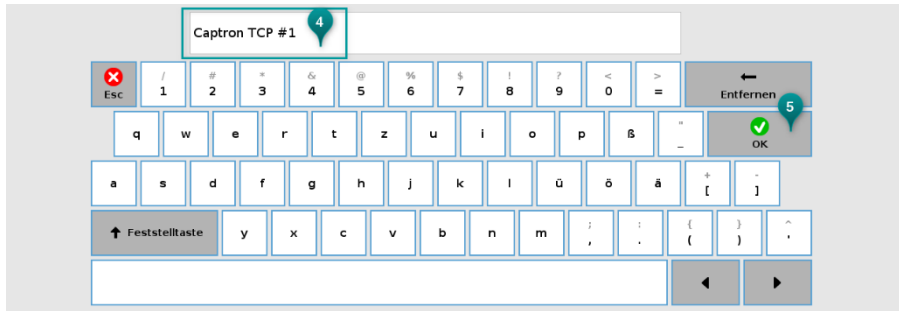 Captron TCP #1 4
/ # * & @ % $ ! ? < >
Esc 1 2 3 4 5 6 7 8 9 0 = Entfernen
5
q w e r t z u i o p ß " _ OK
a s d f g h j k l ü ö ä + [ - ]
Feststelltaste y x c v b n m ; , : . { ( } ) ^ '